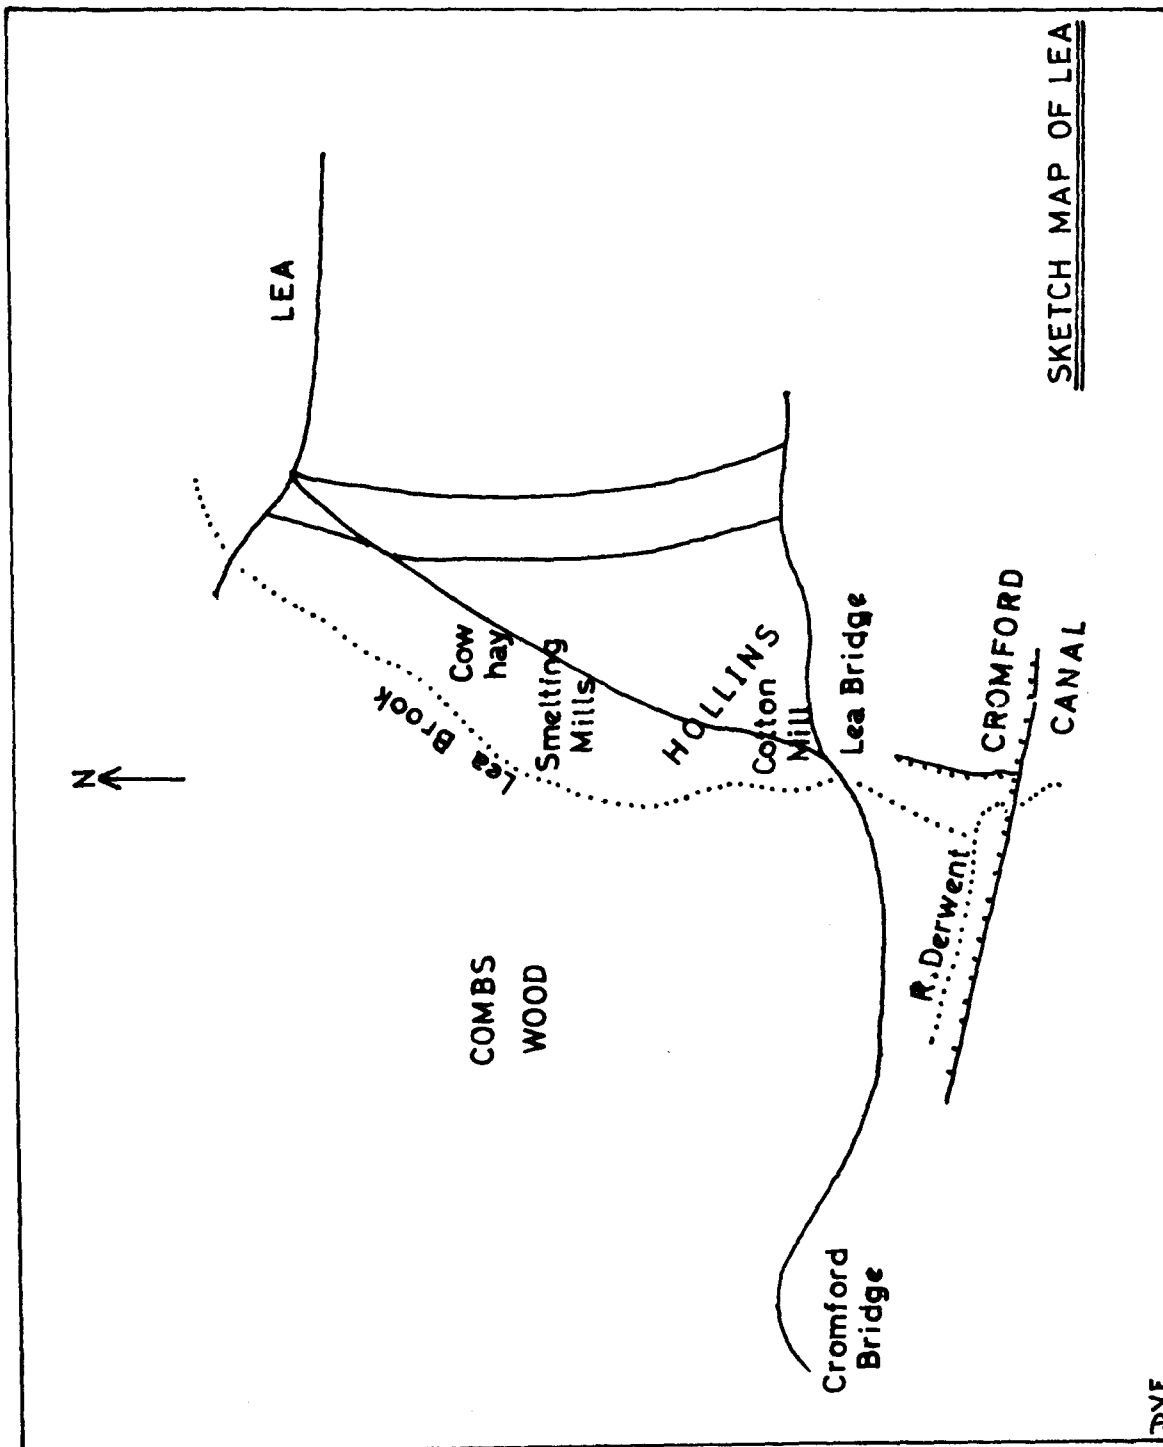 SKETCH MAP OF LEA
N
LEA
Lea Brook
Cow
hay
Smelting
Mills
COMBS
WOOD
HOLLINS
Cotton
Mill
Lea Bridge
Cromford
Bridge
R. Derwent
CROMFORD
CANAL